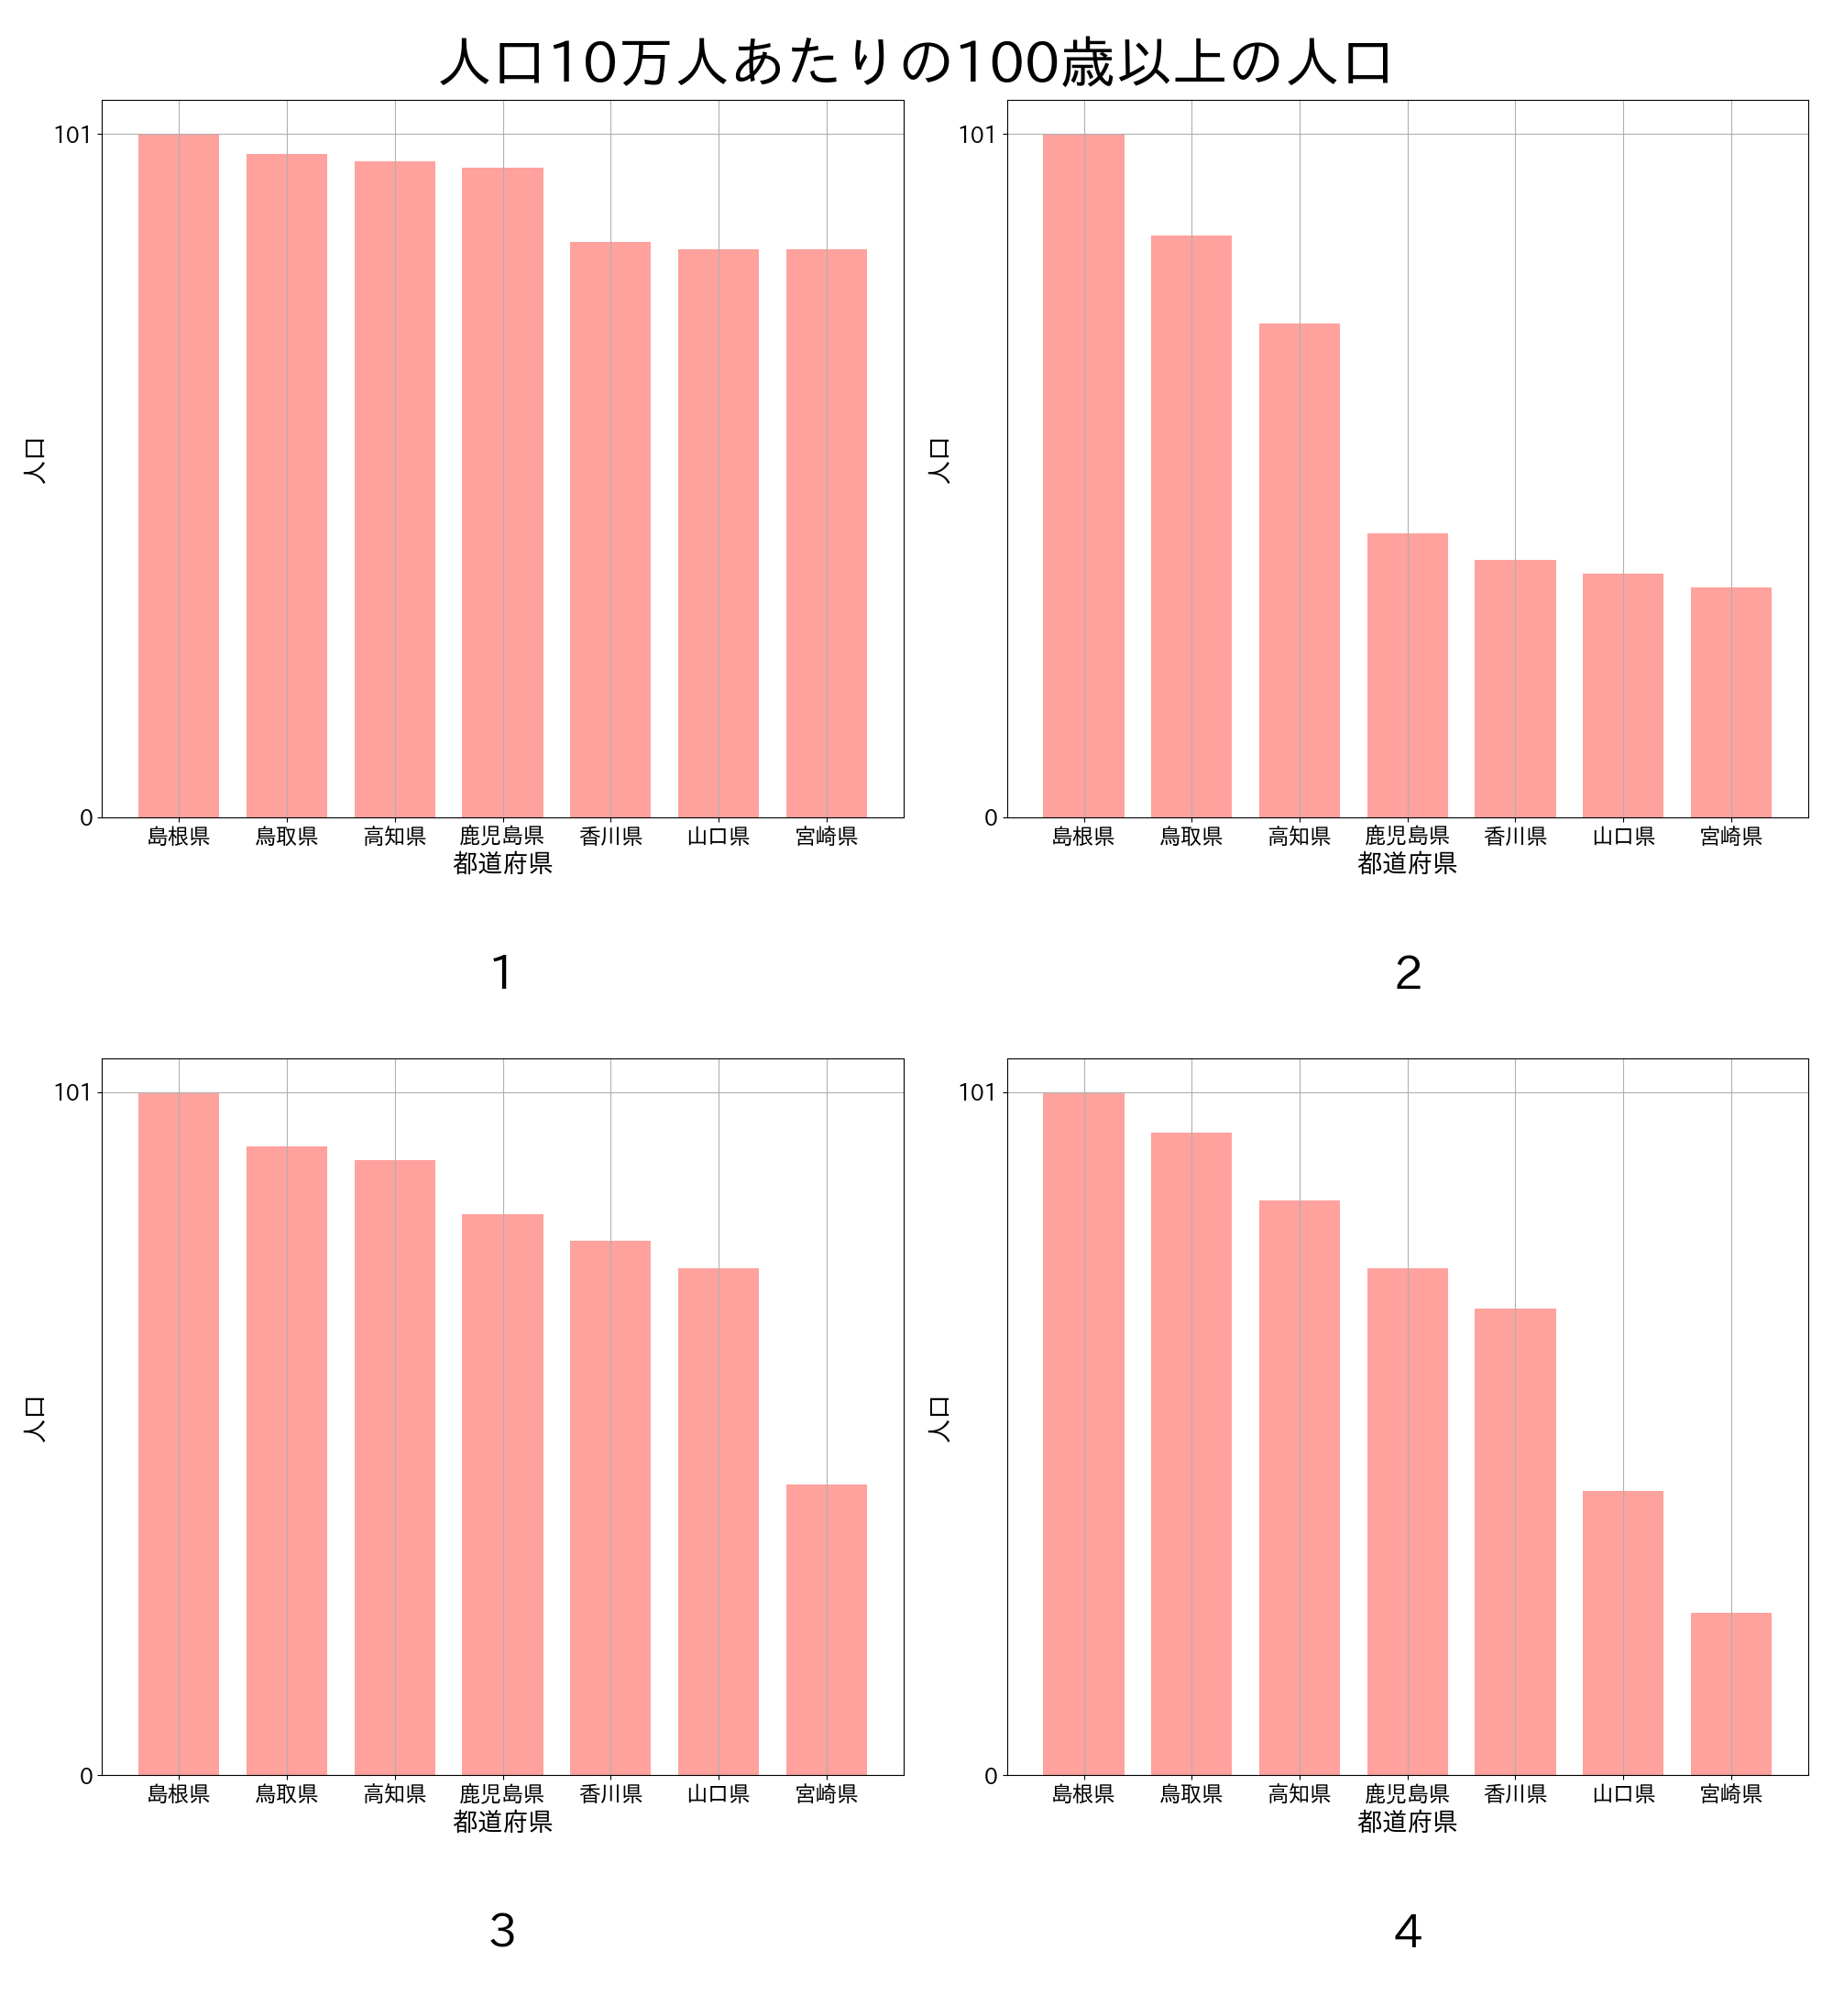 人口10万人あたりの100歳以上の人口
101
0
人口
島根県 鳥取県 高知県 鹿児島県 香川県 山口県 宮崎県
都道府県
1
101
0
人口
島根県 鳥取県 高知県 鹿児島県 香川県 山口県 宮崎県
都道府県
2
101
0
人口
島根県 鳥取県 高知県 鹿児島県 香川県 山口県 宮崎県
都道府県
3
101
0
人口
島根県 鳥取県 高知県 鹿児島県 香川県 山口県 宮崎県
都道府県
4